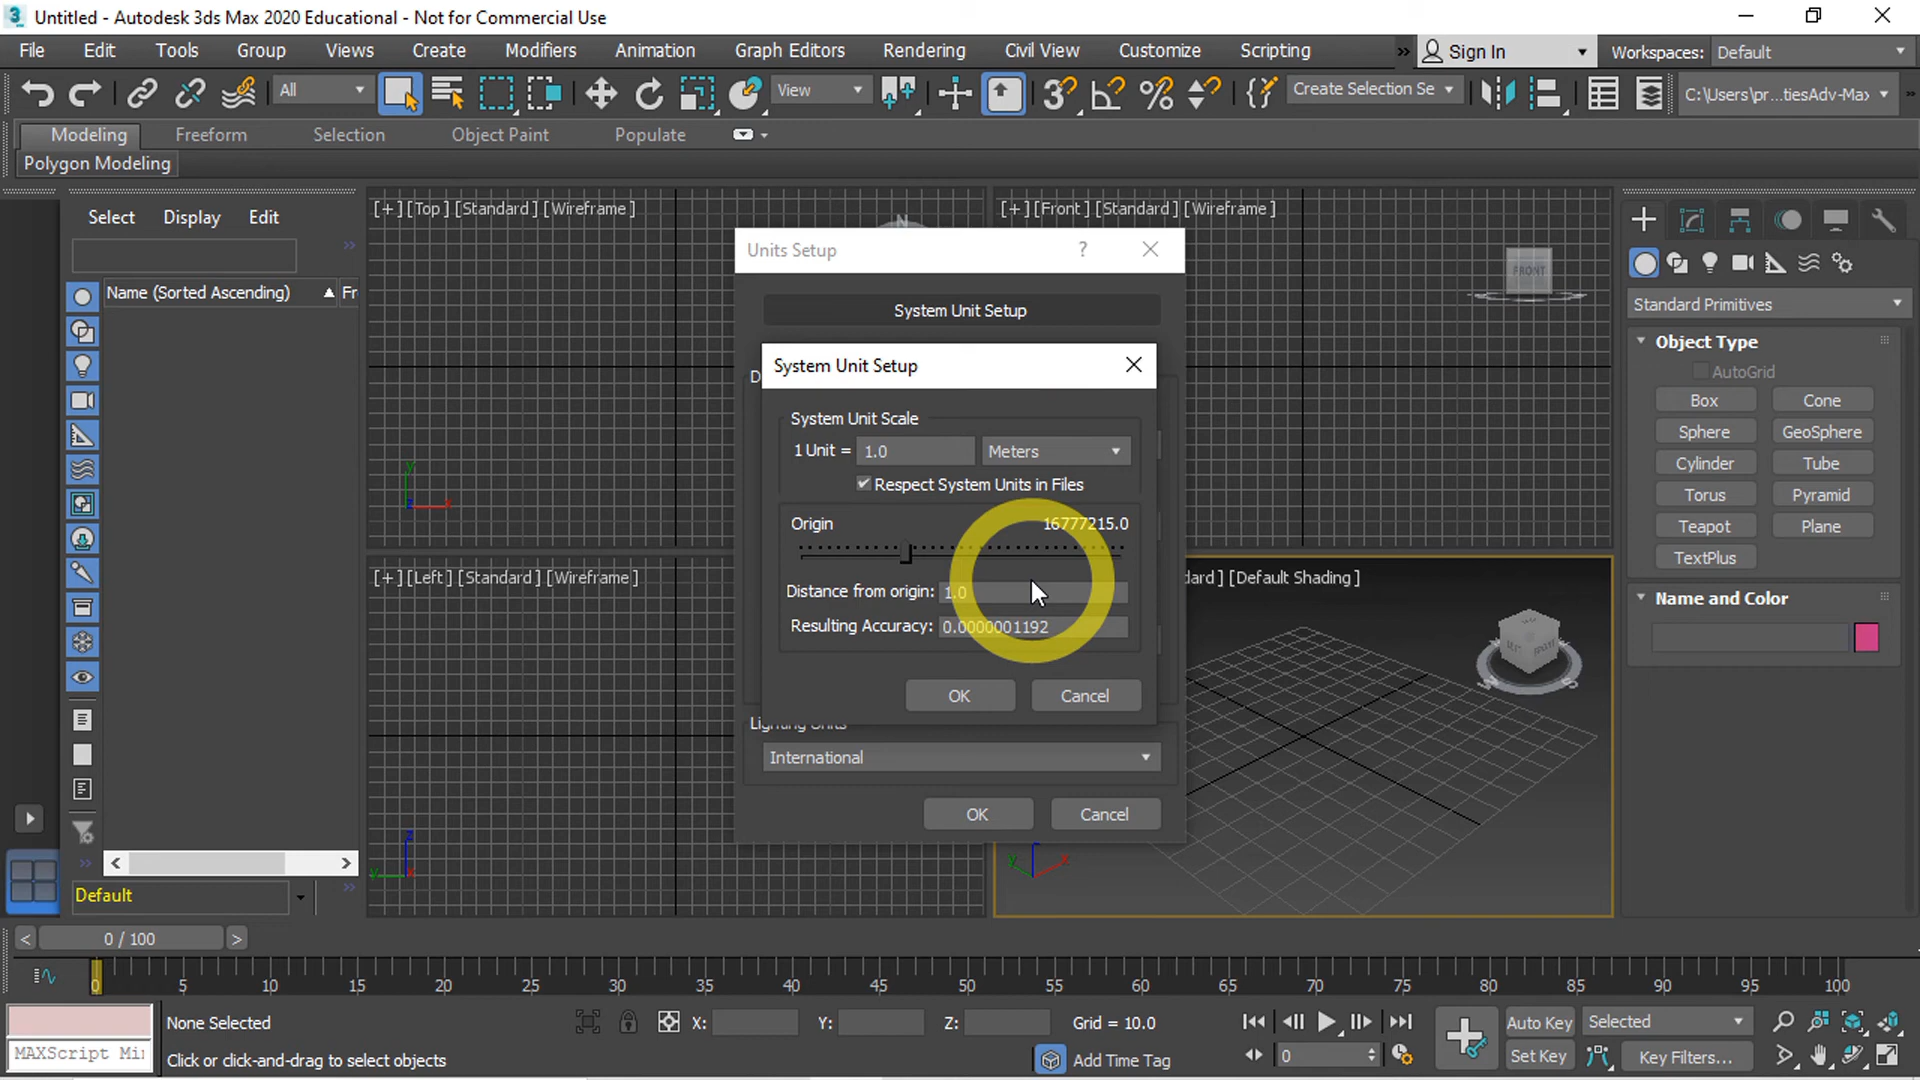 Untitled - Autodesk 3ds Max 2020 Educational - Not for Commercial Use
File Edit Tools Group Views Create Modifiers Animation Graph Editors Rendering Civil View Customize Scripting Sign In Workspaces: Default
All View Create Selection Se C:\Users\pr...tiesAdv-Max
Modeling Freeform Selection Object Paint Populate
Polygon Modeling
Select Display Edit
Name (Sorted Ascending) Fr
[+] [Top] [Standard] [Wireframe]
[+] [Front] [Standard] [Wireframe]
N
FRONT
Units Setup ?
System Unit Setup
System Unit Setup
System Unit Scale
1 Unit = 1.0 Meters
Respect System Units in Files
Origin 16777215.0
Distance from origin: 1.0
Resulting Accuracy: 0.0000001192
OK Cancel
Lighting Units
International
OK Cancel
[+] [Left] [Standard] [Wireframe]
dard] [Default Shading]
Standard Primitives
Object Type
AutoGrid
Box Cone
Sphere GeoSphere
Cylinder Tube
Torus Pyramid
Teapot Plane
TextPlus
Name and Color
y z x
z y x
y x
Default
< 0 / 100 >
0 5 10 15 20 25 30 35 40 45 50 55 60 65 70 75 80 85 90 95 100
None Selected X: Y: Z: Grid = 10.0 Auto Key Selected
MAXScript Mi Click or click-and-drag to select objects Add Time Tag 0 Set Key Key Filters...